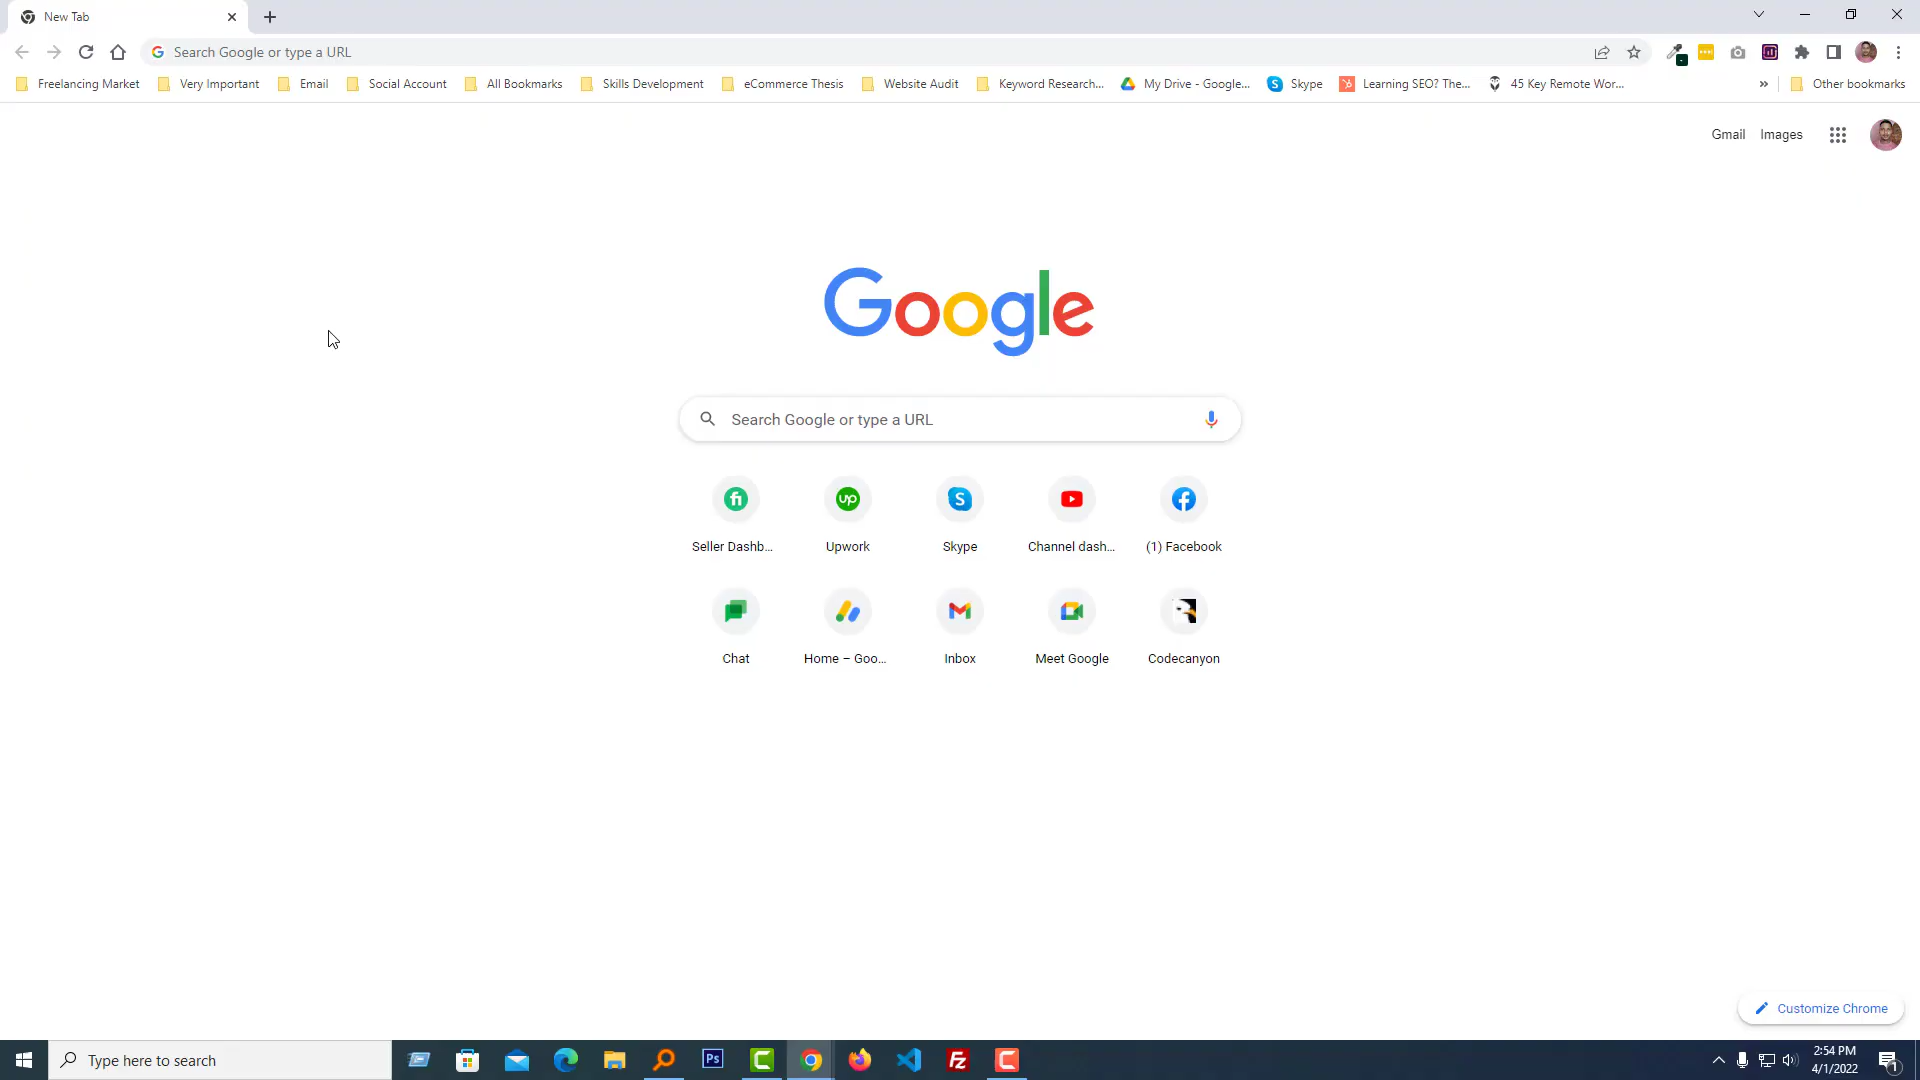 New Tab
Search Google or type a URL
Freelancing Market Very Important Email Social Account All Bookmarks Skills Development eCommerce Thesis Website Audit Keyword Research... My Drive - Google... Skype Learning SEO? The... 45 Key Remote Wor... » Other bookmarks
Gmail Images
Google
Search Google or type a URL
Seller Dashb... Upwork Skype Channel dash... (1) Facebook
Chat Home – Goo... Inbox Meet Google Codecanyon
Customize Chrome
Type here to search
2:54 PM
4/1/2022